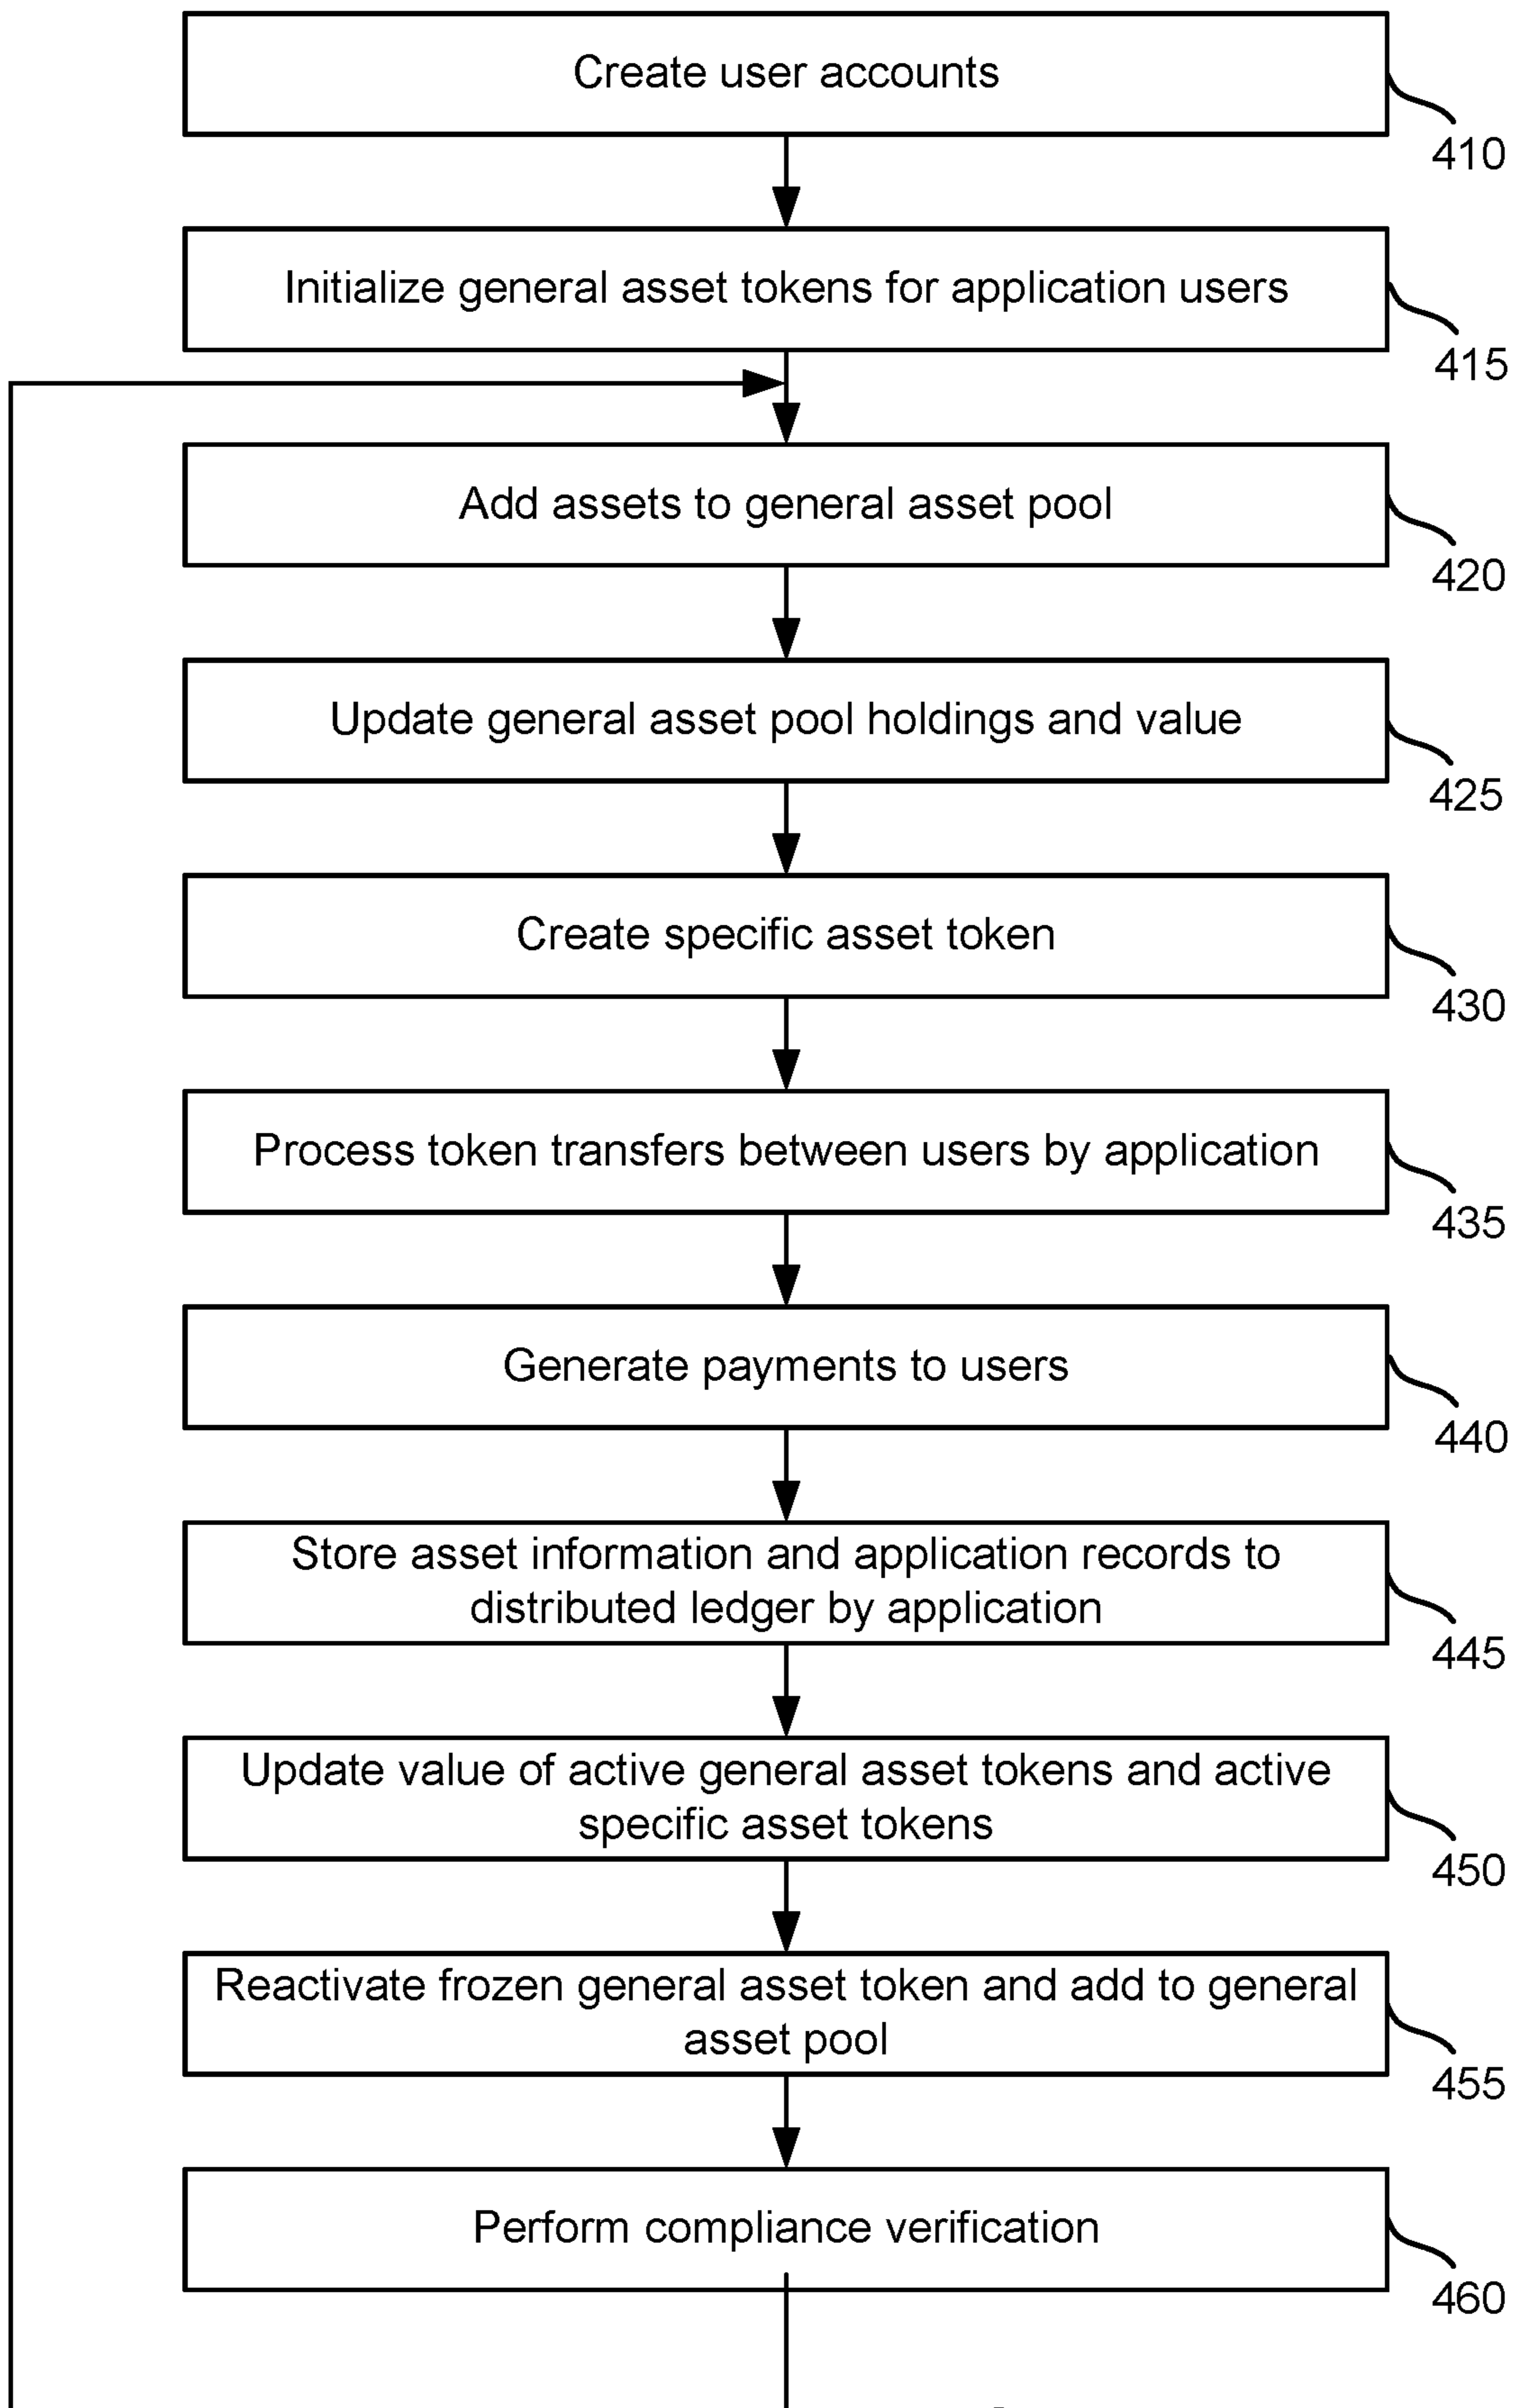 Create user accounts
410
Initialize general asset tokens for application users
415
Add assets to general asset pool
420
Update general asset pool holdings and value
425
Create specific asset token
430
Process token transfers between users by application
435
Generate payments to users
440
Store asset information and application records to
distributed ledger by application
445
Update value of active general asset tokens and active
specific asset tokens
450
Reactivate frozen general asset token and add to general
asset pool
455
Perform compliance verification
460